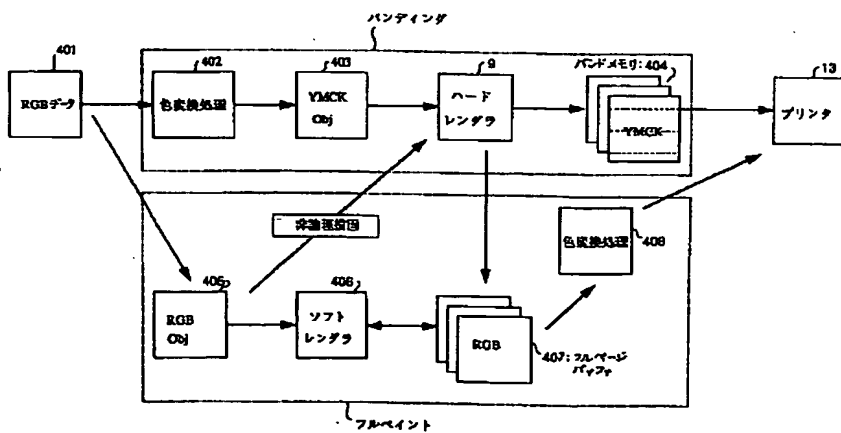 バンディング
401
402
403
9
バンドメモリ:404
13
RGBデータ
色変換処理
YMCK
Obj
ハード
レンダラ
YMCK
プリンタ
非論理描画
色変換処理
408
405
406
RGB
Obj
ソフト
レンダラ
RGB
407:フルページ
バッファ
フルペイント